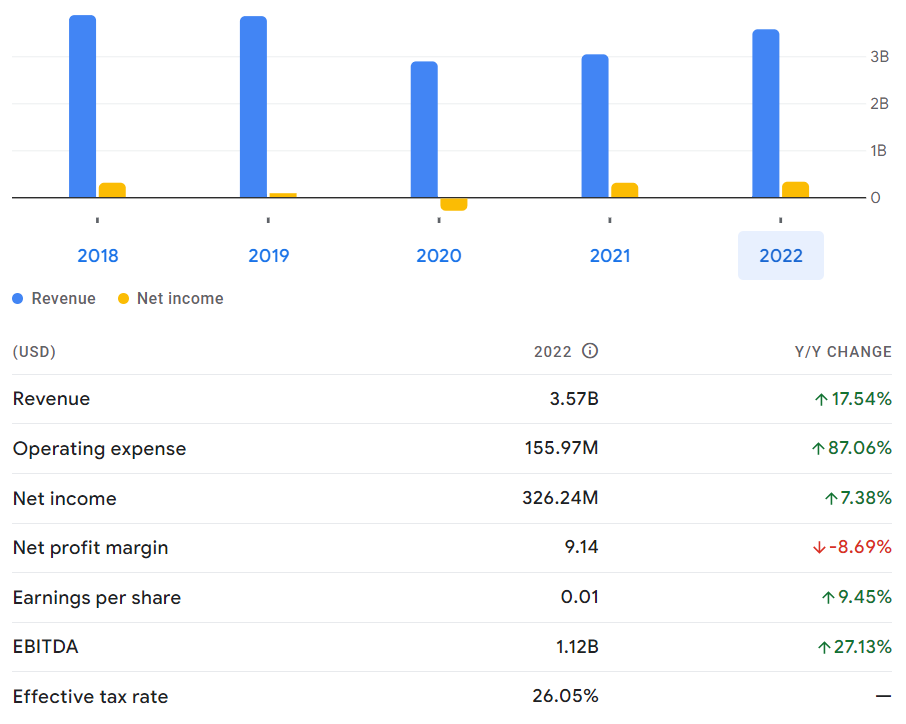 3B
2B
1B
0
2018 2019 2020 2021 2022
Revenue Net income
(USD) 2022 Y/Y CHANGE
Revenue 3.57B ↑17.54%
Operating expense 155.97M ↑87.06%
Net income 326.24M ↑7.38%
Net profit margin 9.14 ↓-8.69%
Earnings per share 0.01 ↑9.45%
EBITDA 1.12B ↑27.13%
Effective tax rate 26.05% —